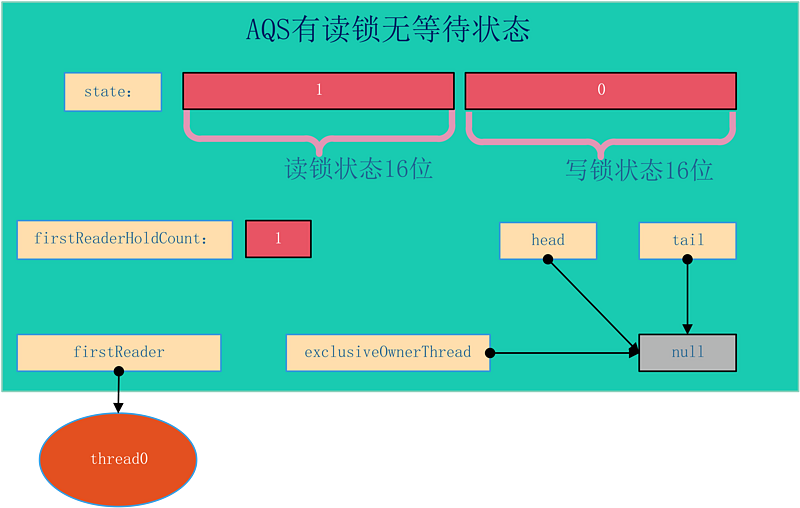 AQS有读锁无等待状态
state：
1
0
读锁状态16位
写锁状态16位
firstReaderHoldCount：
1
head
tail
firstReader
exclusiveOwnerThread
null
thread0